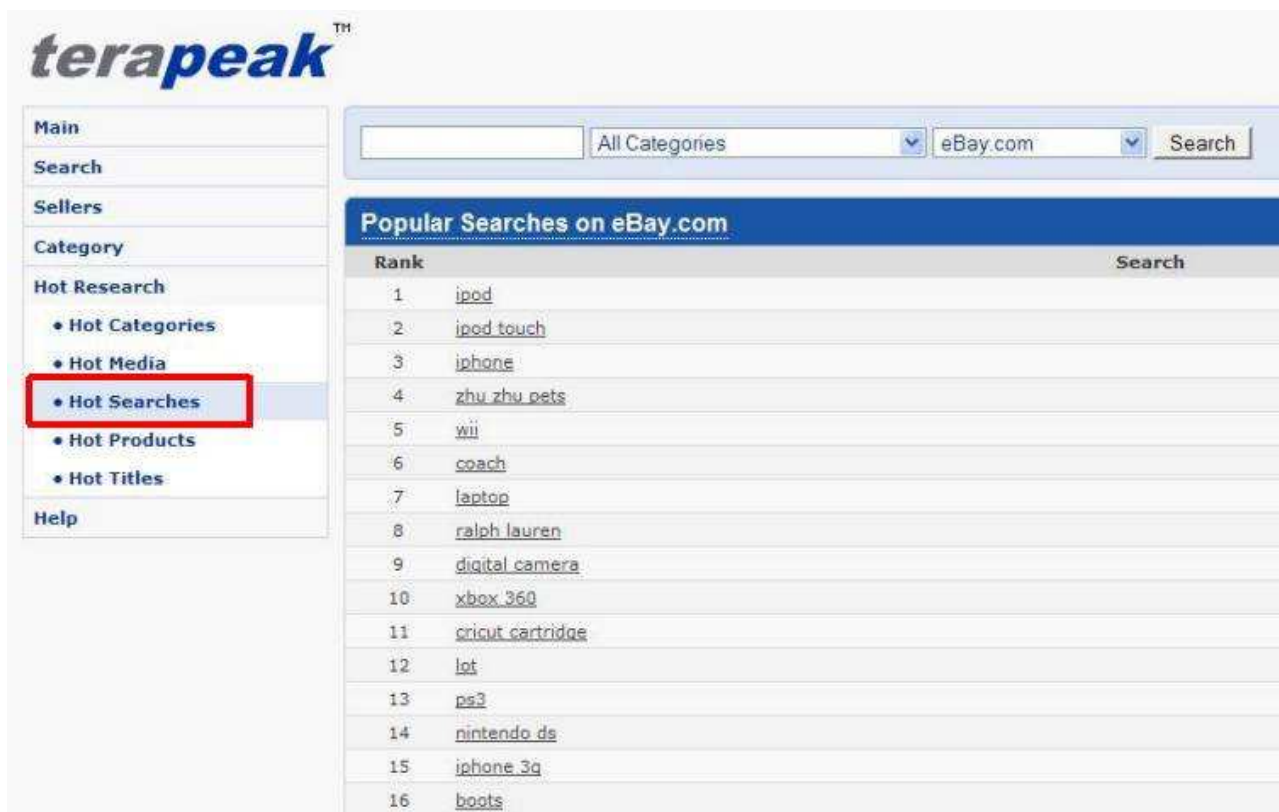 terapeak™
Main
Search
Sellers
Category
Hot Research
• Hot Categories
• Hot Media
• Hot Searches
• Hot Products
• Hot Titles
Help
All Categories eBay.com Search
Popular Searches on eBay.com
Rank Search
1 ipod
2 ipod touch
3 iphone
4 zhu zhu pets
5 wii
6 coach
7 laptop
8 ralph lauren
9 digital camera
10 xbox 360
11 cricut cartridge
12 lot
13 ps3
14 nintendo ds
15 iphone 3g
16 boots